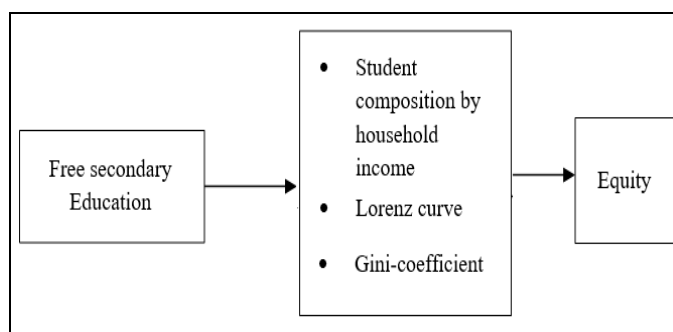 Free secondary
Education
• Student
composition by
household
income
• Lorenz curve
• Gini-coefficient
Equity